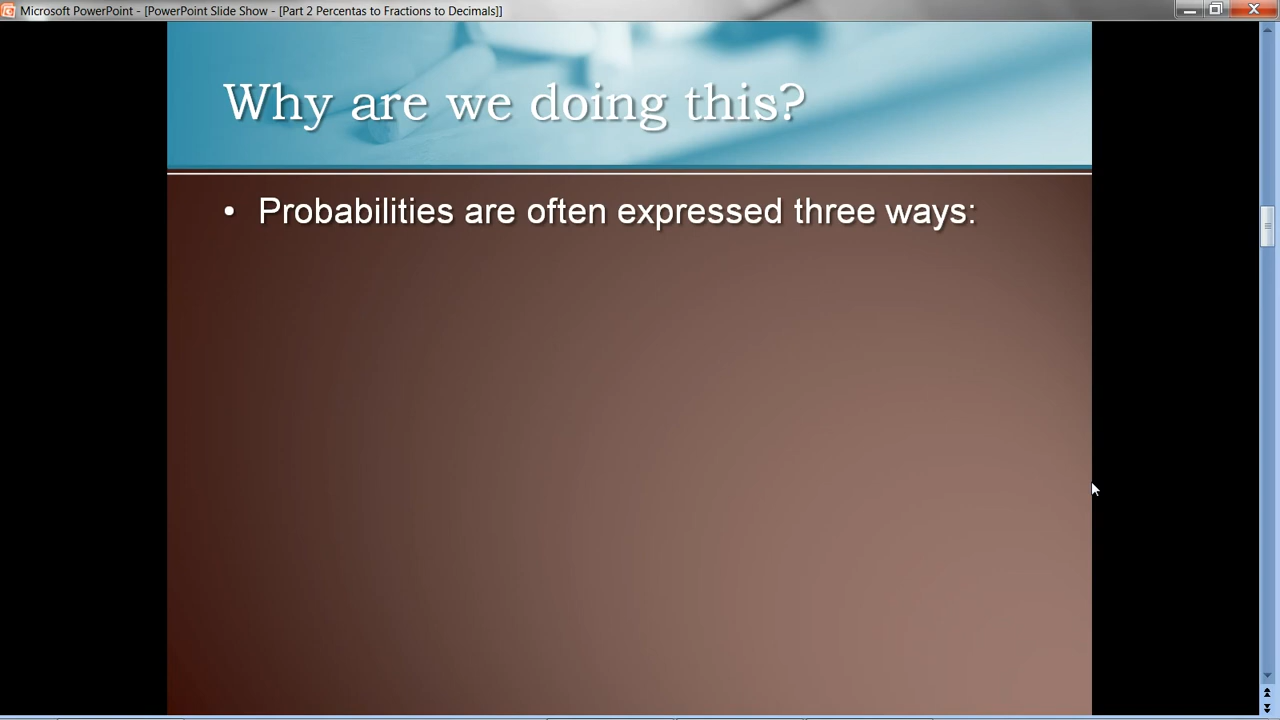 Microsoft PowerPoint - [PowerPoint Slide Show - [Part 2 Percentas to Fractions to Decimals]]
Why are we doing this?
• Probabilities are often expressed three ways: